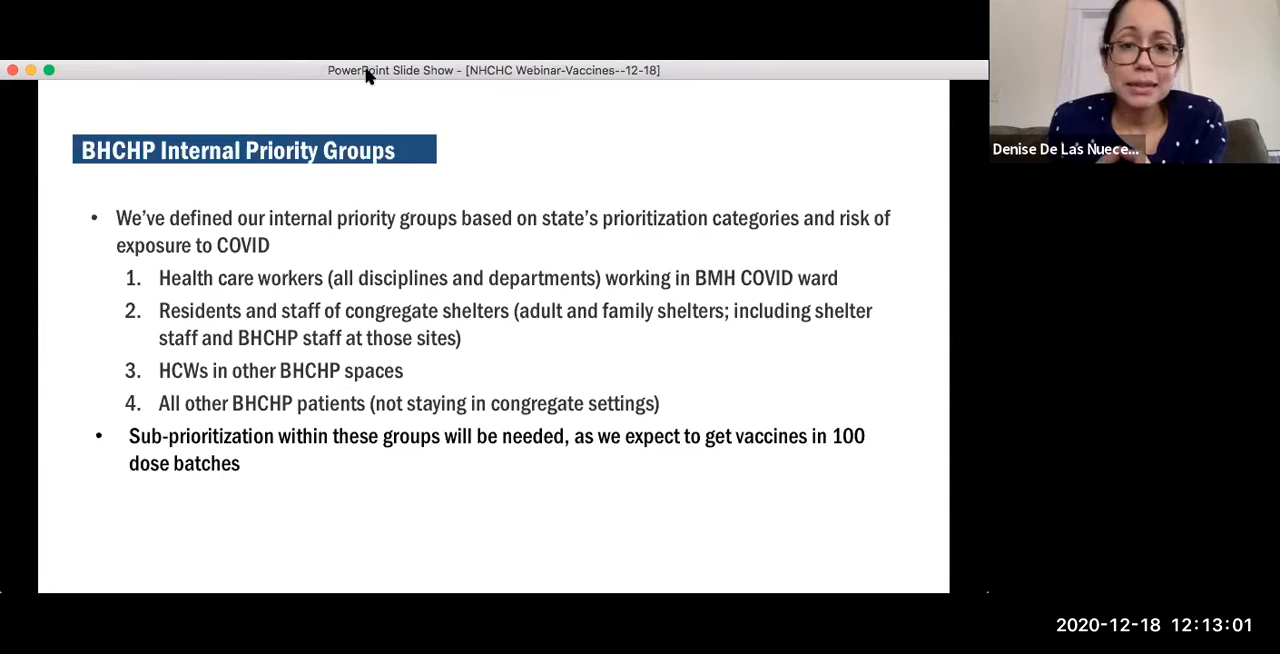 PowerPoint Slide Show - [NHCHC Webinar-Vaccines--12-18]
BHCHP Internal Priority Groups
• We've defined our internal priority groups based on state's prioritization categories and risk of
exposure to COVID
1. Health care workers (all disciplines and departments) working in BMH COVID ward
2. Residents and staff of congregate shelters (adult and family shelters; including shelter
staff and BHCHP staff at those sites)
3. HCWs in other BHCHP spaces
4. All other BHCHP patients (not staying in congregate settings)
• Sub-prioritization within these groups will be needed, as we expect to get vaccines in 100
dose batches
Denise De Las Nuece...
2020-12-18 12:13:01